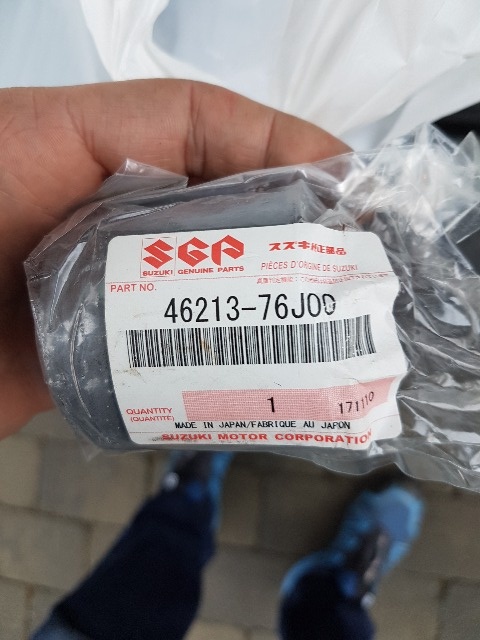 SGP
スズキ純正部品
SUZUKI GENUINE PARTS
PIÈCES D'ORIGINE DE SUZUKI
PART NO.
46213-76J00
QUANTITY
(QUANTITÉ)
1
171110
MADE IN JAPAN/FABRIQUE AU JAPON
SUZUKI MOTOR CORPORATION